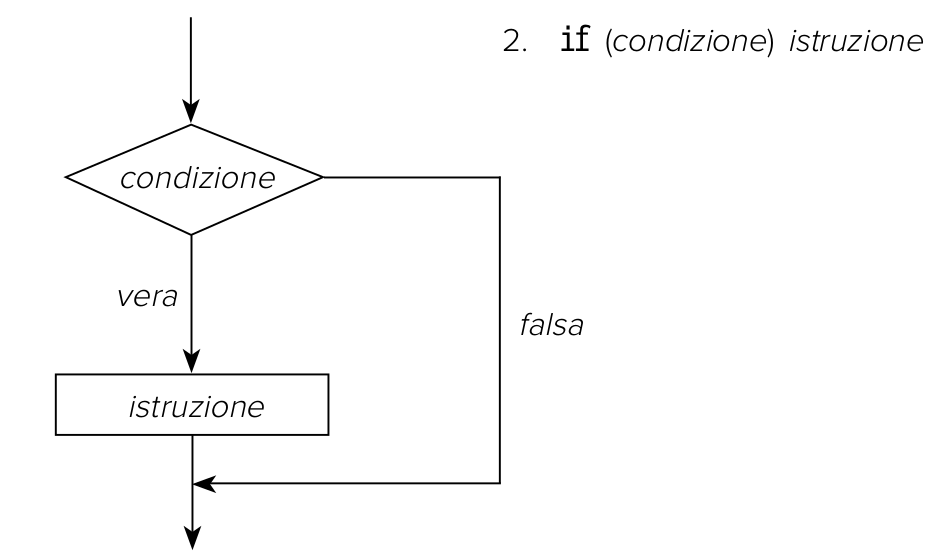 2. if (condizione) istruzione
condizione
vera
falsa
istruzione